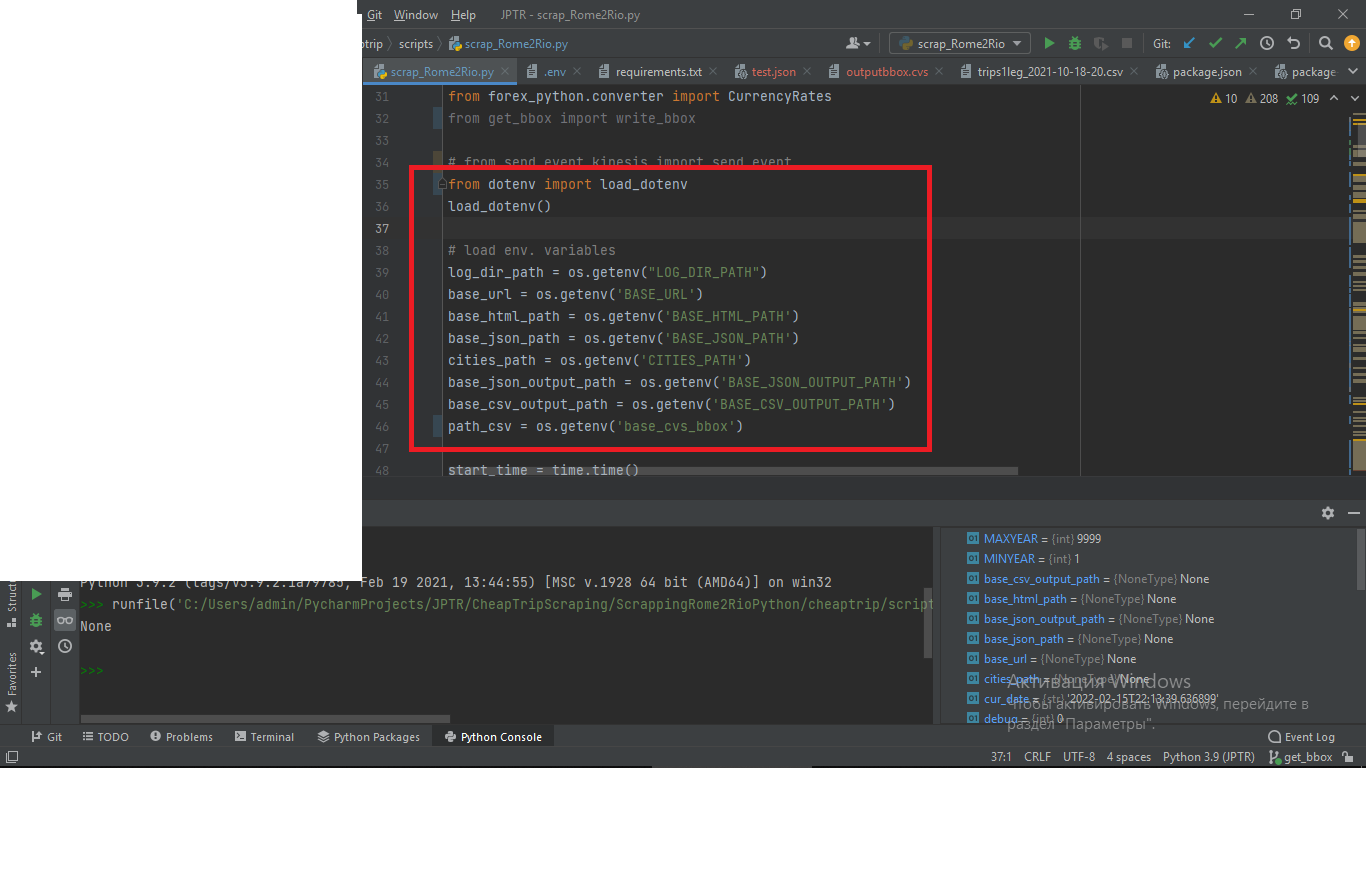 Git Window Help JPTR - scrap_Rome2Rio.py
trip scripts scrap_Rome2Rio.py scrap_Rome2Rio Git:
scrap_Rome2Rio.py .env requirements.txt test.json outputbbox.cvs trips1leg_2021-10-18-20.csv package.json package
10 208 109
31 from forex_python.converter import CurrencyRates
32 from get_bbox import write_bbox
33
34 # from send_event_kinesis import send_event
35 from dotenv import load_dotenv
36 load_dotenv()
37
38 # load env. variables
39 log_dir_path = os.getenv("LOG_DIR_PATH")
40 base_url = os.getenv('BASE_URL')
41 base_html_path = os.getenv('BASE_HTML_PATH')
42 base_json_path = os.getenv('BASE_JSON_PATH')
43 cities_path = os.getenv('CITIES_PATH')
44 base_json_output_path = os.getenv('BASE_JSON_OUTPUT_PATH')
45 base_csv_output_path = os.getenv('BASE_CSV_OUTPUT_PATH')
46 path_csv = os.getenv('base_cvs_bbox')
47
48 start_time = time.time()
Python 3.9.2 (tags/v3.9.2:1a79785, Feb 19 2021, 13:44:55) [MSC v.1928 64 bit (AMD64)] on win32
>>> runfile('C:/Users/admin/PycharmProjects/JPTR/CheapTripScraping/ScrappingRome2RioPython/cheaptrip/script
None
>>>
MAXYEAR = {int} 9999
MINYEAR = {int} 1
base_csv_output_path = {NoneType} None
base_html_path = {NoneType} None
base_json_output_path = {NoneType} None
base_json_path = {NoneType} None
base_url = {NoneType} None
cities_path = {NoneType} None
cur_date = {str} '2022-02-15T22:13:39.636899'
debug = {int} 0
Активация Windows
Чтобы активировать Windows, перейдите в
раздел "Параметры".
Struct
Favorites
Git TODO Problems Terminal Python Packages Python Console Event Log
37:1 CRLF UTF-8 4 spaces Python 3.9 (JPTR) get_bbox